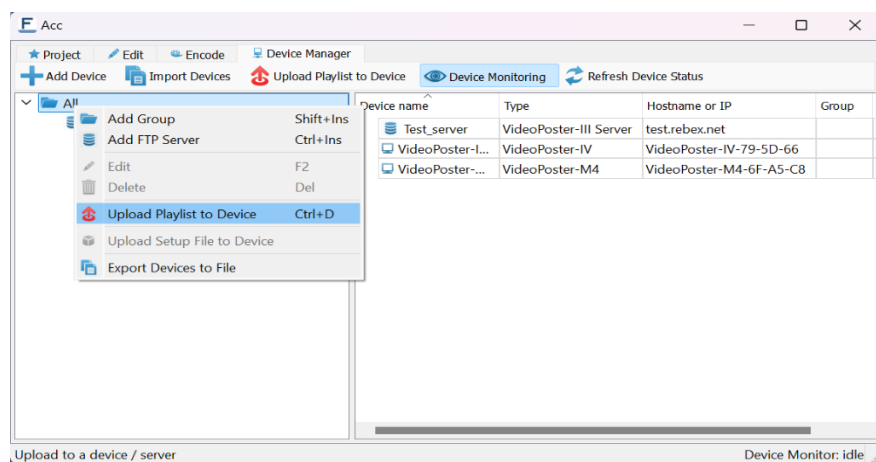 F Acc
Project Edit Encode Device Manager
Add Device Import Devices Upload Playlist to Device Device Monitoring Refresh Device Status
All
Device name Type Hostname or IP Group
Add Group Shift+Ins
Add FTP Server Ctrl+Ins
Edit F2
Delete Del
Upload Playlist to Device Ctrl+D
Upload Setup File to Device
Export Devices to File
Test_server VideoPoster-III Server test.rebex.net
VideoPoster-I... VideoPoster-IV VideoPoster-IV-79-5D-66
VideoPoster-... VideoPoster-M4 VideoPoster-M4-6F-A5-C8
Upload to a device / server Device Monitor: idle